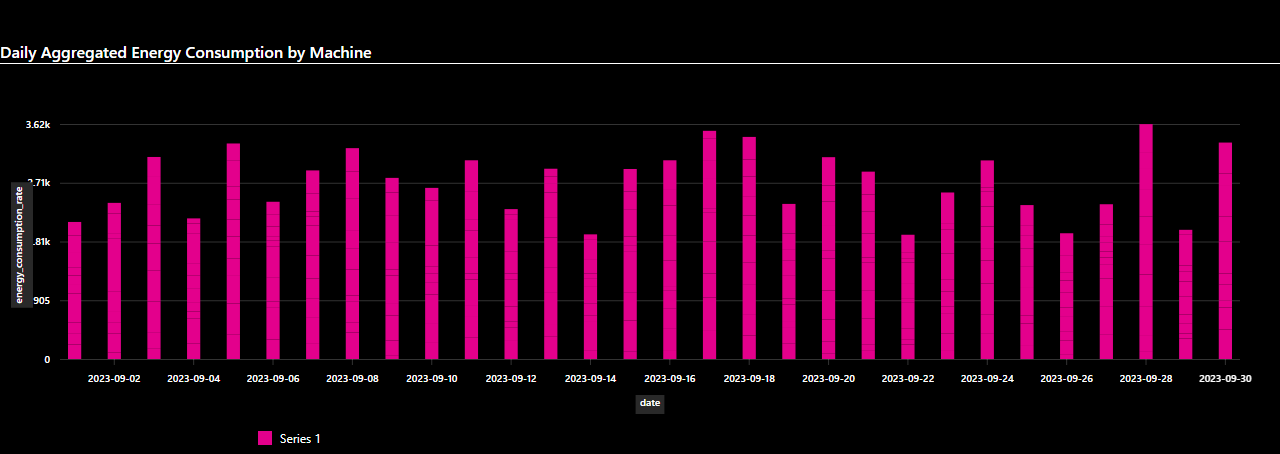 Daily Aggregated Energy Consumption by Machine
3.62k
2.71k
.81k
905
0
energy_consumption_rate
2023-09-02 2023-09-04 2023-09-06 2023-09-08 2023-09-10 2023-09-12 2023-09-14 2023-09-16 2023-09-18 2023-09-20 2023-09-22 2023-09-24 2023-09-26 2023-09-28 2023-09-30
date
Series 1